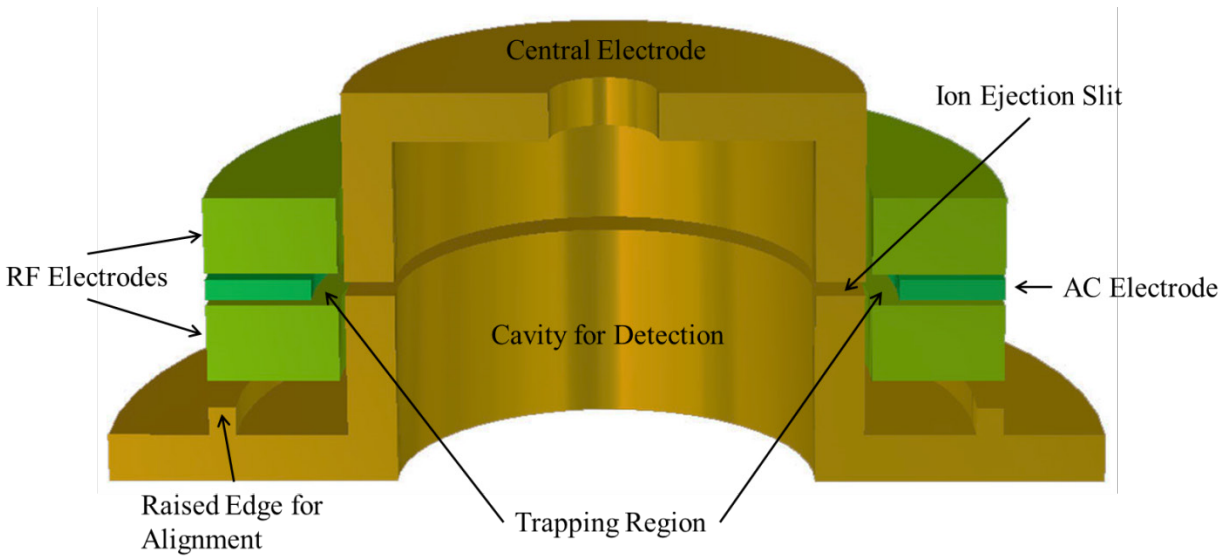 Central Electrode
Ion Ejection Slit
RF Electrodes
AC Electrode
Cavity for Detection
Raised Edge for
Alignment
Trapping Region